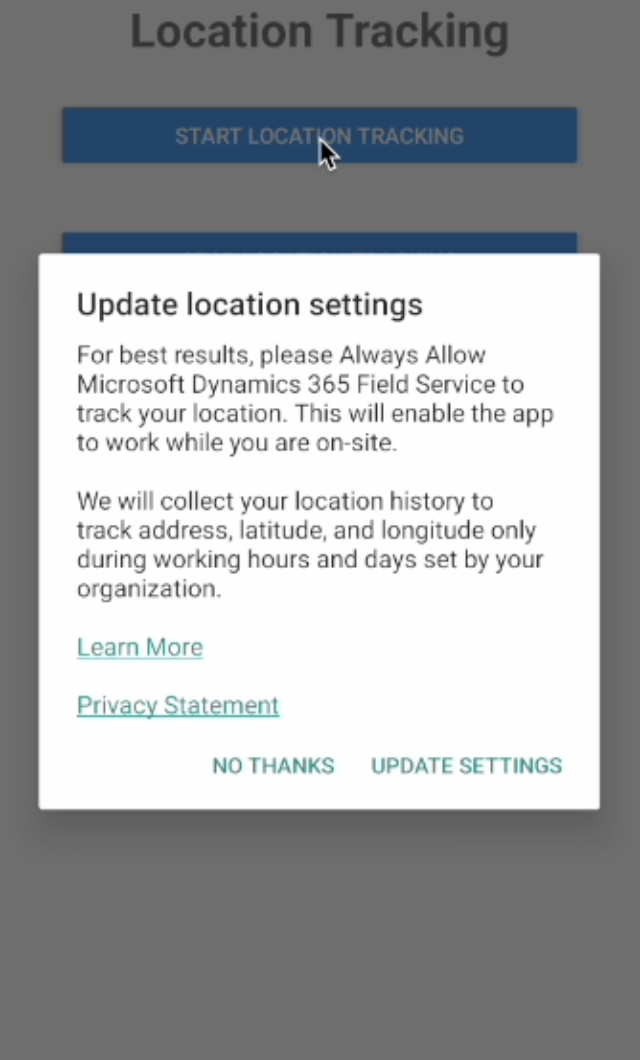 Location Tracking
START LOCATION TRACKING
Update location settings
For best results, please Always Allow
Microsoft Dynamics 365 Field Service to
track your location. This will enable the app
to work while you are on-site.
We will collect your location history to
track address, latitude, and longitude only
during working hours and days set by your
organization.
Learn More
Privacy Statement
NO THANKS
UPDATE SETTINGS